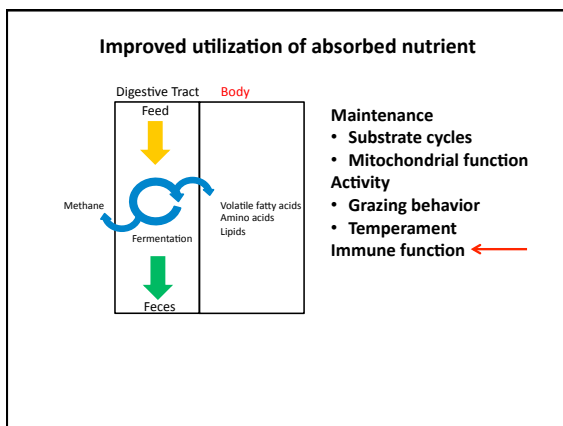 Improved utilization of absorbed nutrient
Digestive Tract Body
Feed
Methane
Fermentation
Volatile fatty acids
Amino acids
Lipids
Feces
Maintenance
• Substrate cycles
• Mitochondrial function
Activity
• Grazing behavior
• Temperament
Immune function